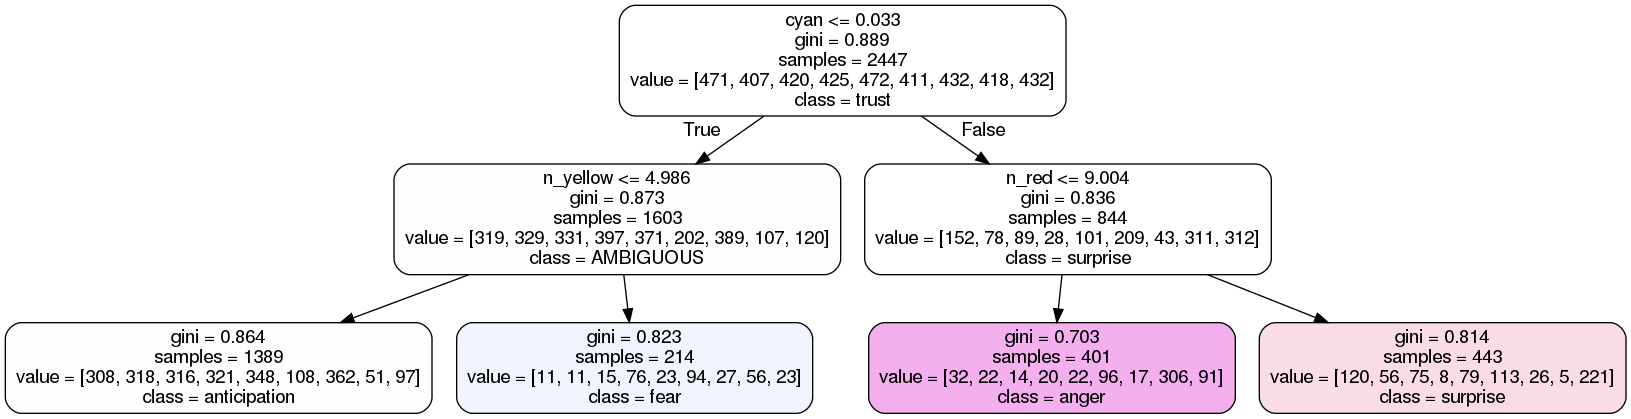 cyan <= 0.033
gini = 0.889
samples = 2447
value = [471, 407, 420, 425, 472, 411, 432, 418, 432]
class = trust
True
False
n_yellow <= 4.986
gini = 0.873
samples = 1603
value = [319, 329, 331, 397, 371, 202, 389, 107, 120]
class = AMBIGUOUS
n_red <= 9.004
gini = 0.836
samples = 844
value = [152, 78, 89, 28, 101, 209, 43, 311, 312]
class = surprise
gini = 0.864
samples = 1389
value = [308, 318, 316, 321, 348, 108, 362, 51, 97]
class = anticipation
gini = 0.823
samples = 214
value = [11, 11, 15, 76, 23, 94, 27, 56, 23]
class = fear
gini = 0.703
samples = 401
value = [32, 22, 14, 20, 22, 96, 17, 306, 91]
class = anger
gini = 0.814
samples = 443
value = [120, 56, 75, 8, 79, 113, 26, 5, 221]
class = surprise